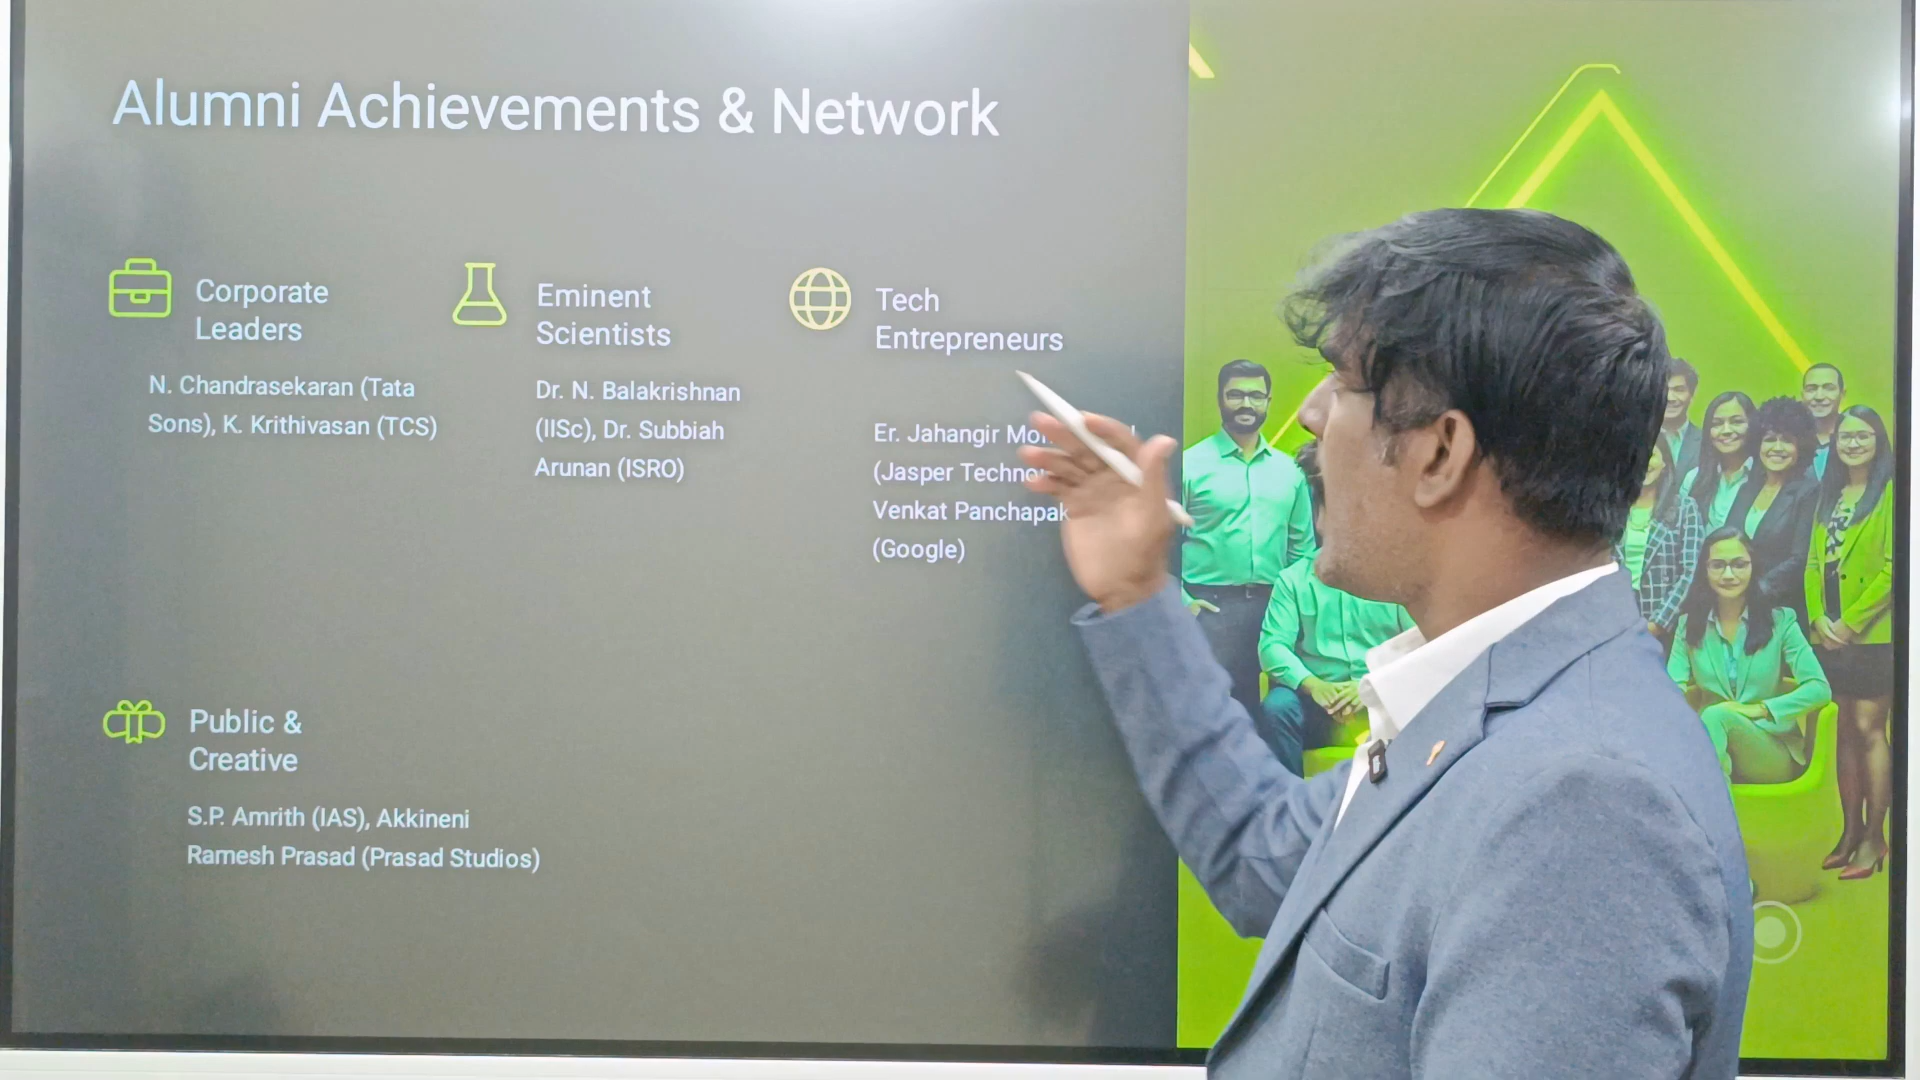 Alumni Achievements & Network
Corporate
Leaders
N. Chandrasekaran (Tata
Sons), K. Krithivasan (TCS)
Eminent
Scientists
Dr. N. Balakrishnan
(IISc), Dr. Subbiah
Arunan (ISRO)
Tech
Entrepreneurs
Er. Jahangir
(Jasper
Venkat
(Google)
Public &
Creative
S.P. Amrith (IAS), Akkineni
Ramesh Prasad (Prasad Studios)